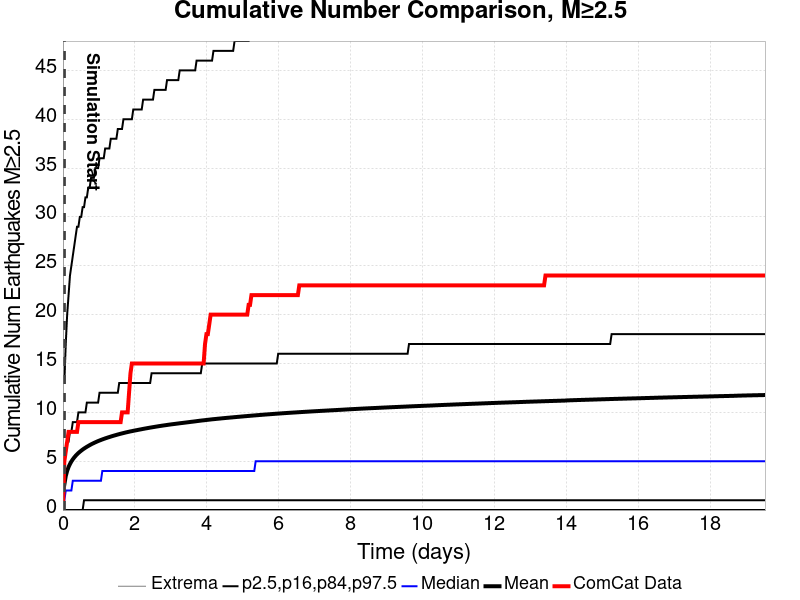 Cumulative Number Comparison, M≥2.5
Cumulative Num Earthquakes M≥2.5
45
40
35
30
25
20
15
10
5
0
Simulation Start
0 2 4 6 8 10 12 14 16 18
Time (days)
Extrema p2.5,p16,p84,p97.5 Median Mean ComCat Data